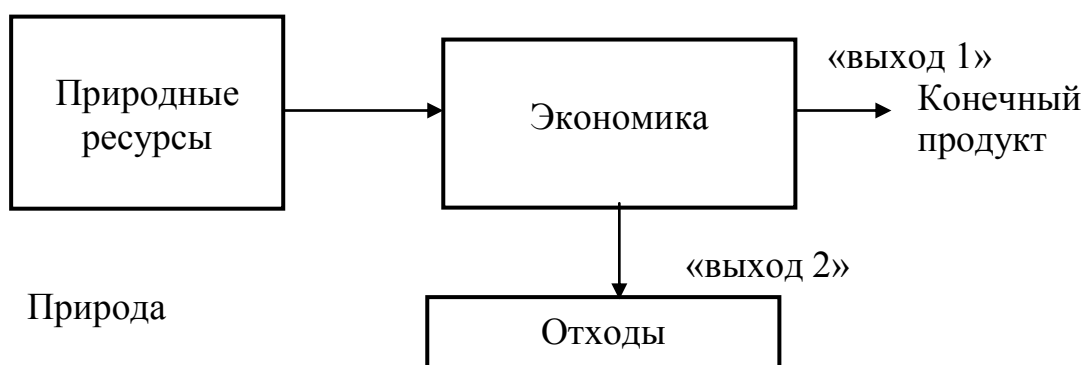 Природные
ресурсы
Экономика
«выход 1»
Конечный
продукт
«выход 2»
Природа
Отходы